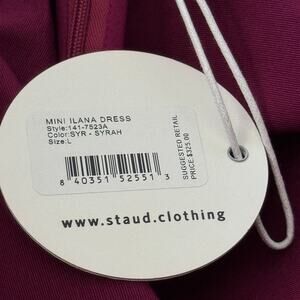 MINI ILANA DRESS
Style:141-7523A
Color:SYR - SYRAH
Size:L
8 40351 52551 3
SUGGESTED RETAIL
PRICE $325.00
www.staud.clothing